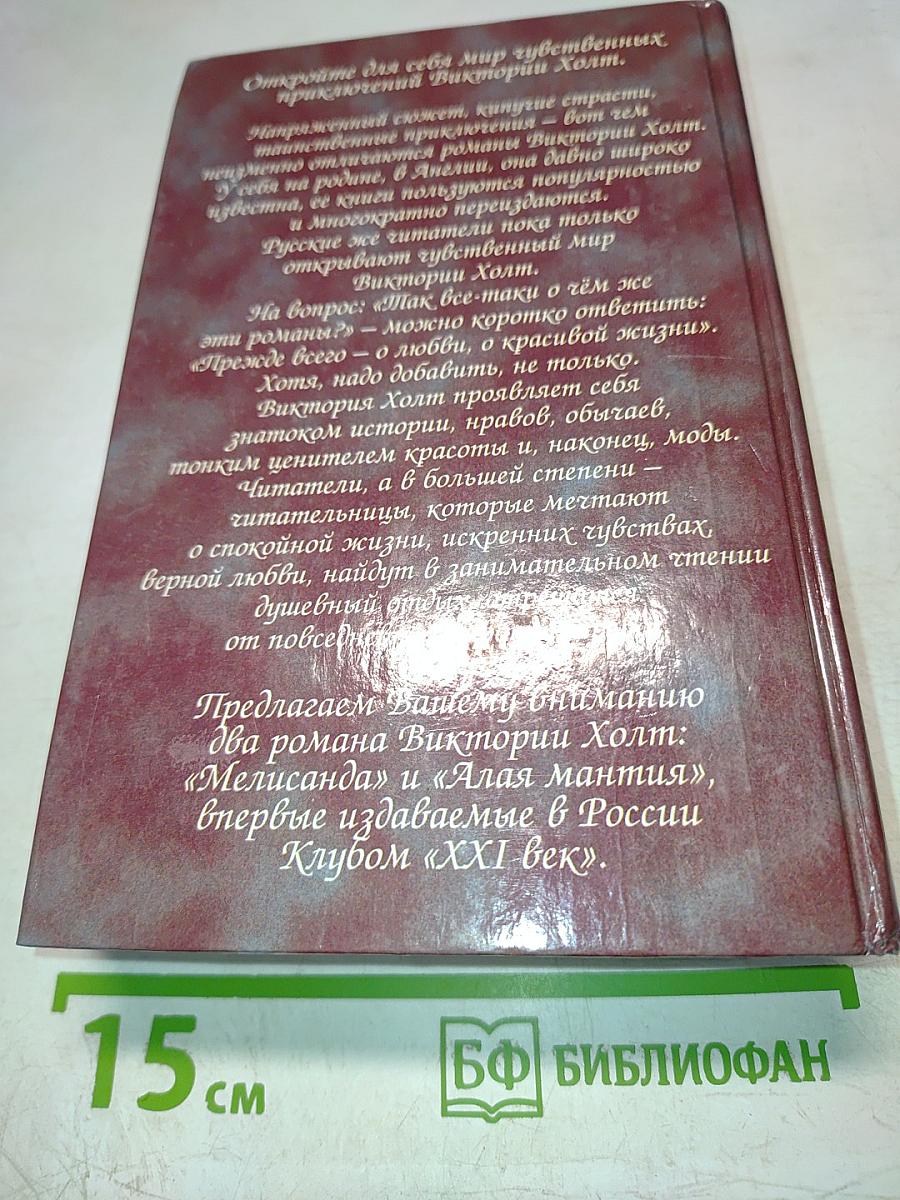 Откройте для себя мир чувственных
приключений Виктории Холт.
Напряженный сюжет, кипучие страсти,
таинственные приключения – вот чем
неизменно отличаются романы Виктории Холт.
У себя на родине, в Англии, она давно широко
известна, ее книги пользуются популярностью
и многократно переиздаются.
Русские же читатели пока только
открывают чувственный мир
Виктории Холт.
На вопрос: «Так все-таки о чём же
эти романы?» – можно коротко ответить:
«Прежде всего – о любви, о красивой жизни».
Хотя, надо добавить, не только.
Виктория Холт проявляет себя
знатоком истории, нравов, обычаев,
тонким ценителем красоты и, наконец, моды.
Читатели, а в большей степени –
читательницы, которые мечтают
о спокойной жизни, искренних чувствах,
верной любви, найдут в занимательном чтении
душевный отдых
от
Предлагаем Вашему вниманию
два романа Виктории Холт:
«Мелисанда» и «Алая мантия»,
впервые издаваемые в России
Клубом «XXI век».
15 см
БФ БИБЛИОФАН